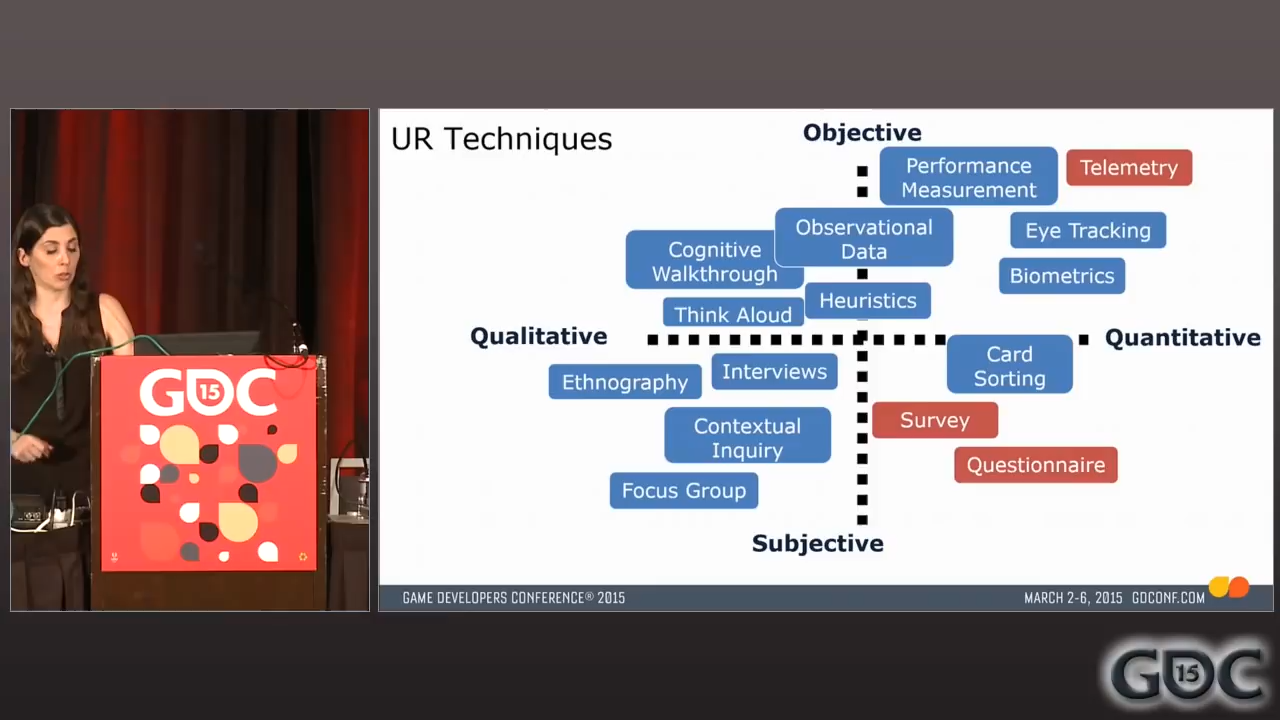 UR Techniques
Objective
Performance
Measurement
Telemetry
Observational
Data
Eye Tracking
Cognitive
Walkthrough
Biometrics
Heuristics
Think Aloud
Qualitative
Quantitative
Card
Sorting
Interviews
Ethnography
Survey
Contextual
Inquiry
Questionnaire
Focus Group
Subjective
GAME DEVELOPERS CONFERENCE® 2015
MARCH 2-6, 2015 GDCONF.COM
GDC
15
GDC
15